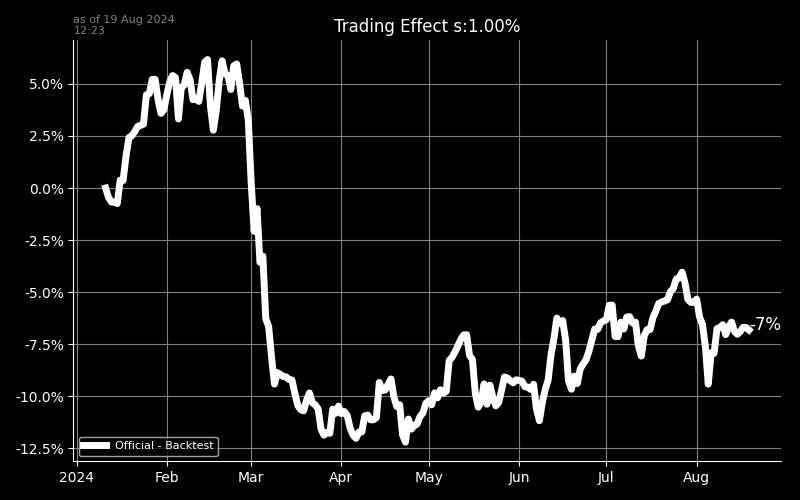 as of 19 Aug 2024
12:23
Trading Effect s:1.00%
5.0%
2.5%
0.0%
-2.5%
-5.0%
-7.5%
-10.0%
-12.5%
-7%
Official - Backtest
2024 Feb Mar Apr May Jun Jul Aug